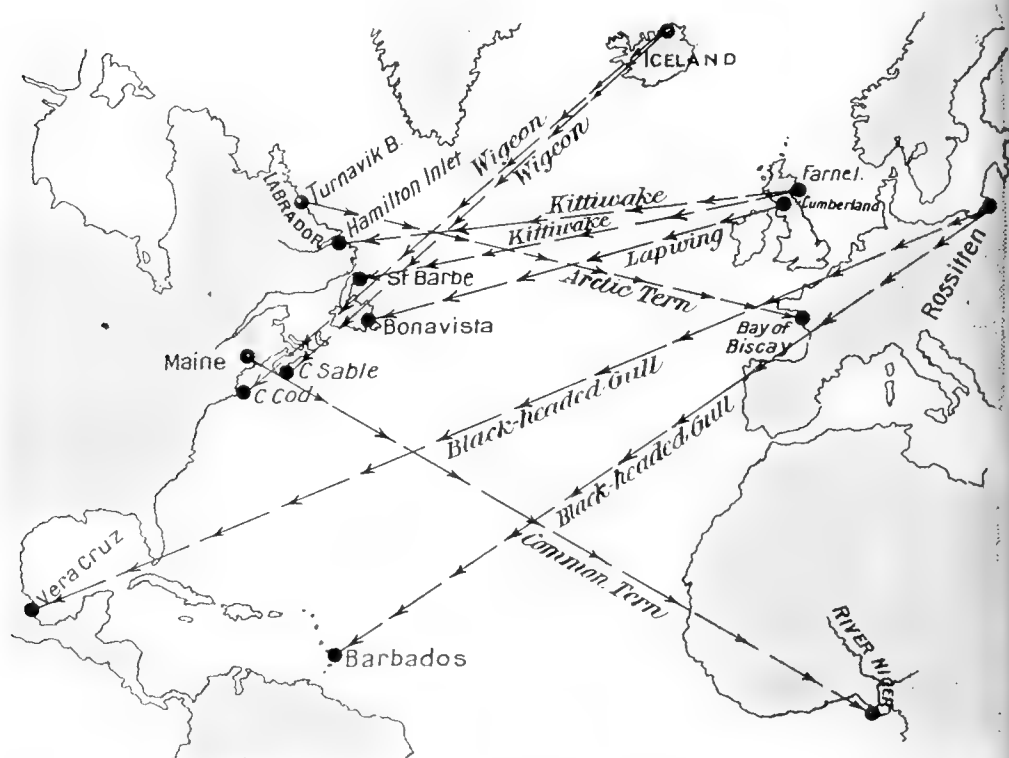 ICELAND
Wigeon
Wigeon
Turnavik B.
LABRADOR
Hamilton Inlet
Kittiwake
Kittiwake
Farne I.
Cumberland
Lapwing
Rossitten
St Barbe
Arctic Tern
Bonavista
Bay of
Biscay
Maine
C Sable
C Cod
Black-headed Gull
Black-headed Gull
Common Tern
Vera Cruz
Barbados
RIVER NIGER